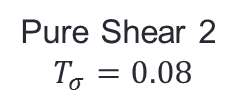 Pure Shear 2
T_σ = 0.08